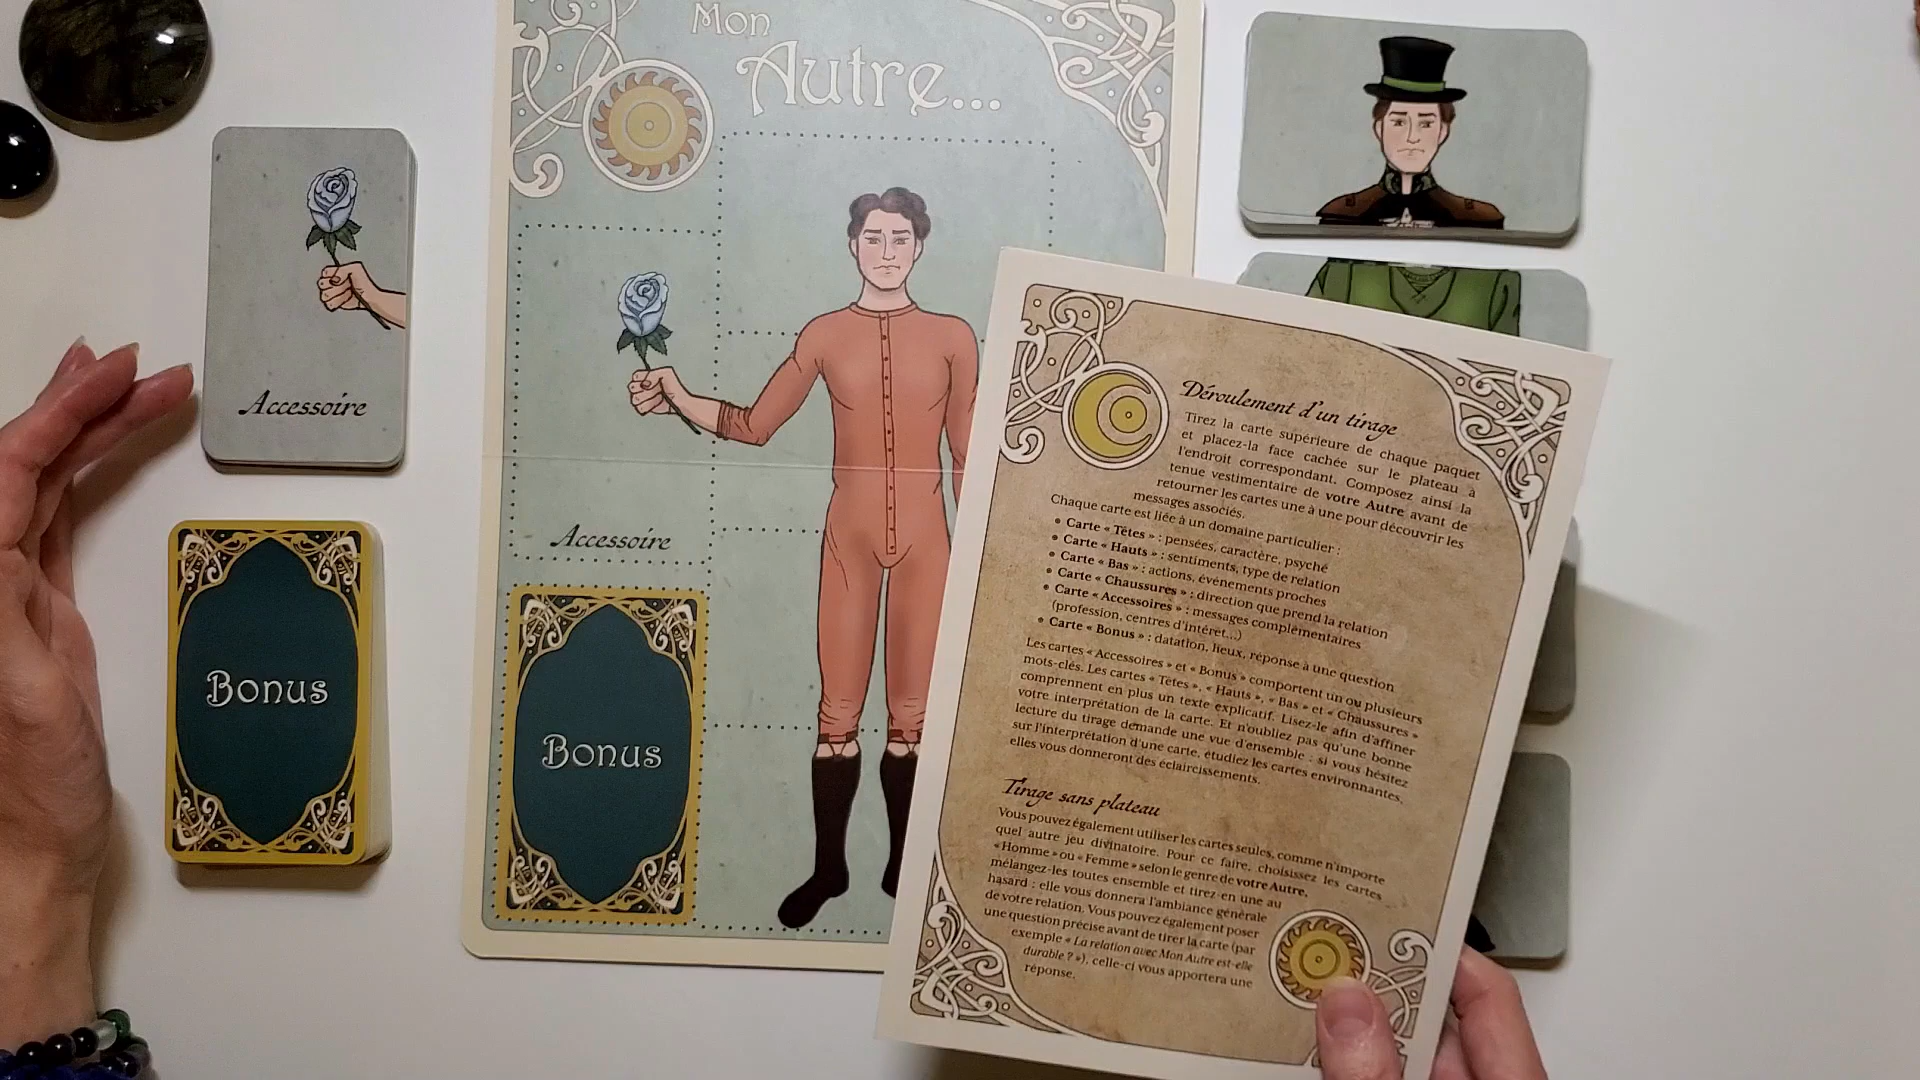 Mon
Autre...
Accessoire
Accessoire
Bonus
Bonus
Déroulement d'un tirage
Tirez la carte supérieure de chaque paquet
et placez-la face cachée sur le plateau à
l'endroit correspondant. Composez ainsi la
tenue vestimentaire de votre Autre avant de
retourner les cartes une à une pour découvrir les
messages associés.
Chaque carte est liée à un domaine particulier :
• Carte « Têtes » : pensées, caractère, psyché
• Carte « Hauts » : sentiments, type de relation
• Carte « Bas » : actions, événements proches
• Carte « Chaussures » : direction que prend la relation
• Carte « Accessoires » : messages complémentaires
(profession, centres d'intérêt...)
• Carte « Bonus » : datation, lieux, réponse à une question
Les cartes « Accessoires » et « Bonus » comportent un ou plusieurs
mots-clés. Les cartes « Têtes », « Hauts », « Bas » et « Chaussures »
comprennent en plus un texte explicatif. Lisez-le afin d'affiner
votre interprétation de la carte. Et n'oubliez pas qu'une bonne
lecture du tirage demande une vue d'ensemble : si vous hésitez
sur l'interprétation d'une carte, étudiez les cartes environnantes,
elles vous donneront des éclaircissements.
Tirage sans plateau
Vous pouvez également utiliser les cartes seules, comme n'importe
quel autre jeu divinatoire. Pour ce faire, choisissez les cartes
« Homme » ou « Femme » selon le genre de votre Autre,
mélangez-les toutes ensemble et tirez-en une au
hasard : elle vous donnera l'ambiance générale
de votre relation. Vous pouvez également poser
une question précise avant de tirer la carte (par
exemple « La relation avec Mon Autre est-elle
durable ? »), celle-ci vous apportera une
réponse.